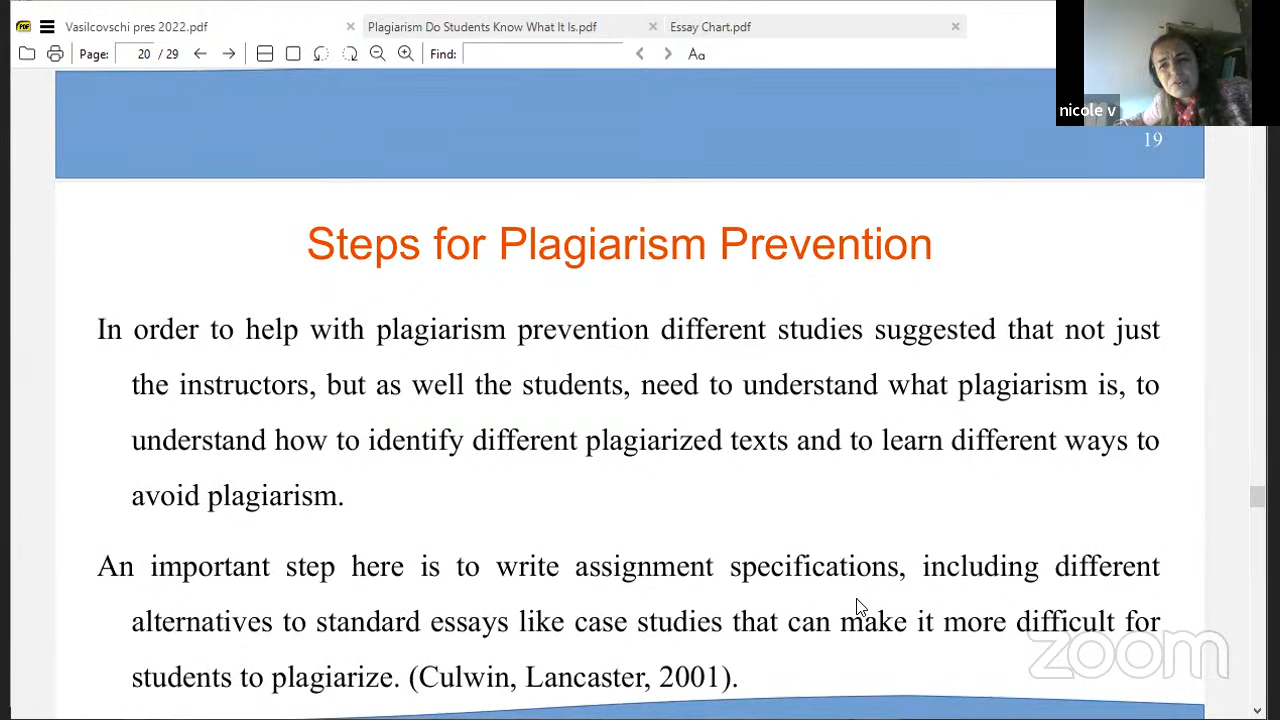 Vasilcovschi pres 2022.pdf
Plagiarism Do Students Know What It Is.pdf
Essay Chart.pdf
Page: 20 / 29
Find:
Aa
nicole v
19
Steps for Plagiarism Prevention
In order to help with plagiarism prevention different studies suggested that not just
the instructors, but as well the students, need to understand what plagiarism is, to
understand how to identify different plagiarized texts and to learn different ways to
avoid plagiarism.
An important step here is to write assignment specifications, including different
alternatives to standard essays like case studies that can make it more difficult for
students to plagiarize. (Culwin, Lancaster, 2001).
zoom